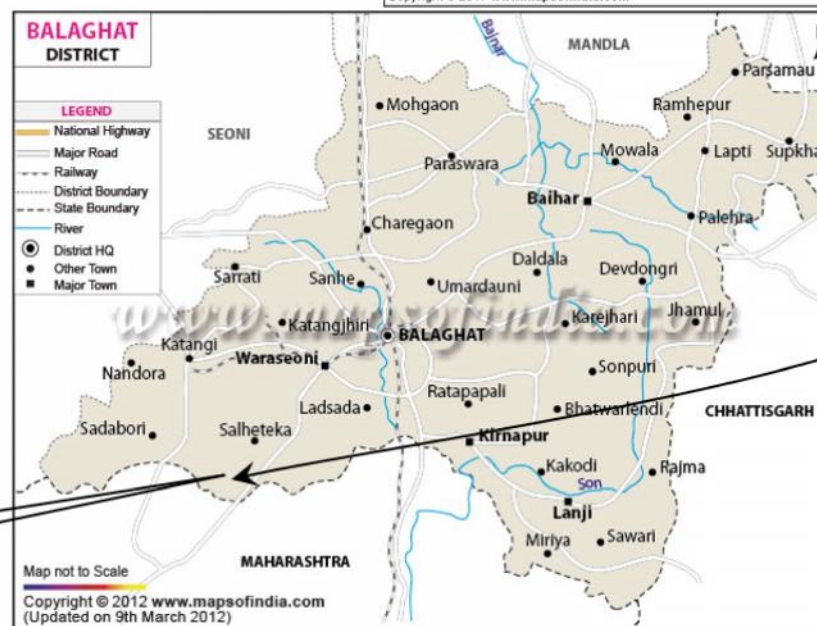 BALAGHAT
DISTRICT
LEGEND
National Highway
Major Road
Railway
District Boundary
State Boundary
River
District HQ
Other Town
Major Town
Bajnar
MANDLA
Parsamau
Mohgaon
Ramhepur
SEONI
Paraswara
Mowala
Lapti
Supkha
Baihar
Palehra
Charegaon
Daldala
Devdongri
Sarrati
Sanhe
Umardauni
www.mapsofindia.com
Katangjhiri
Karejhari
Jhamul
BALAGHAT
Katangi
Waraseoni
Nandora
Sonpuri
Ratapapali
Ladsada
Bhatwarlendi
CHHATTISGARH
Sadabori
Salheteka
Kirnapur
Kakodi
Rajma
Son
Lanji
Miriya
Sawari
MAHARASHTRA
Map not to Scale
Copyright © 2012 www.mapsofindia.com
(Updated on 9th March 2012)